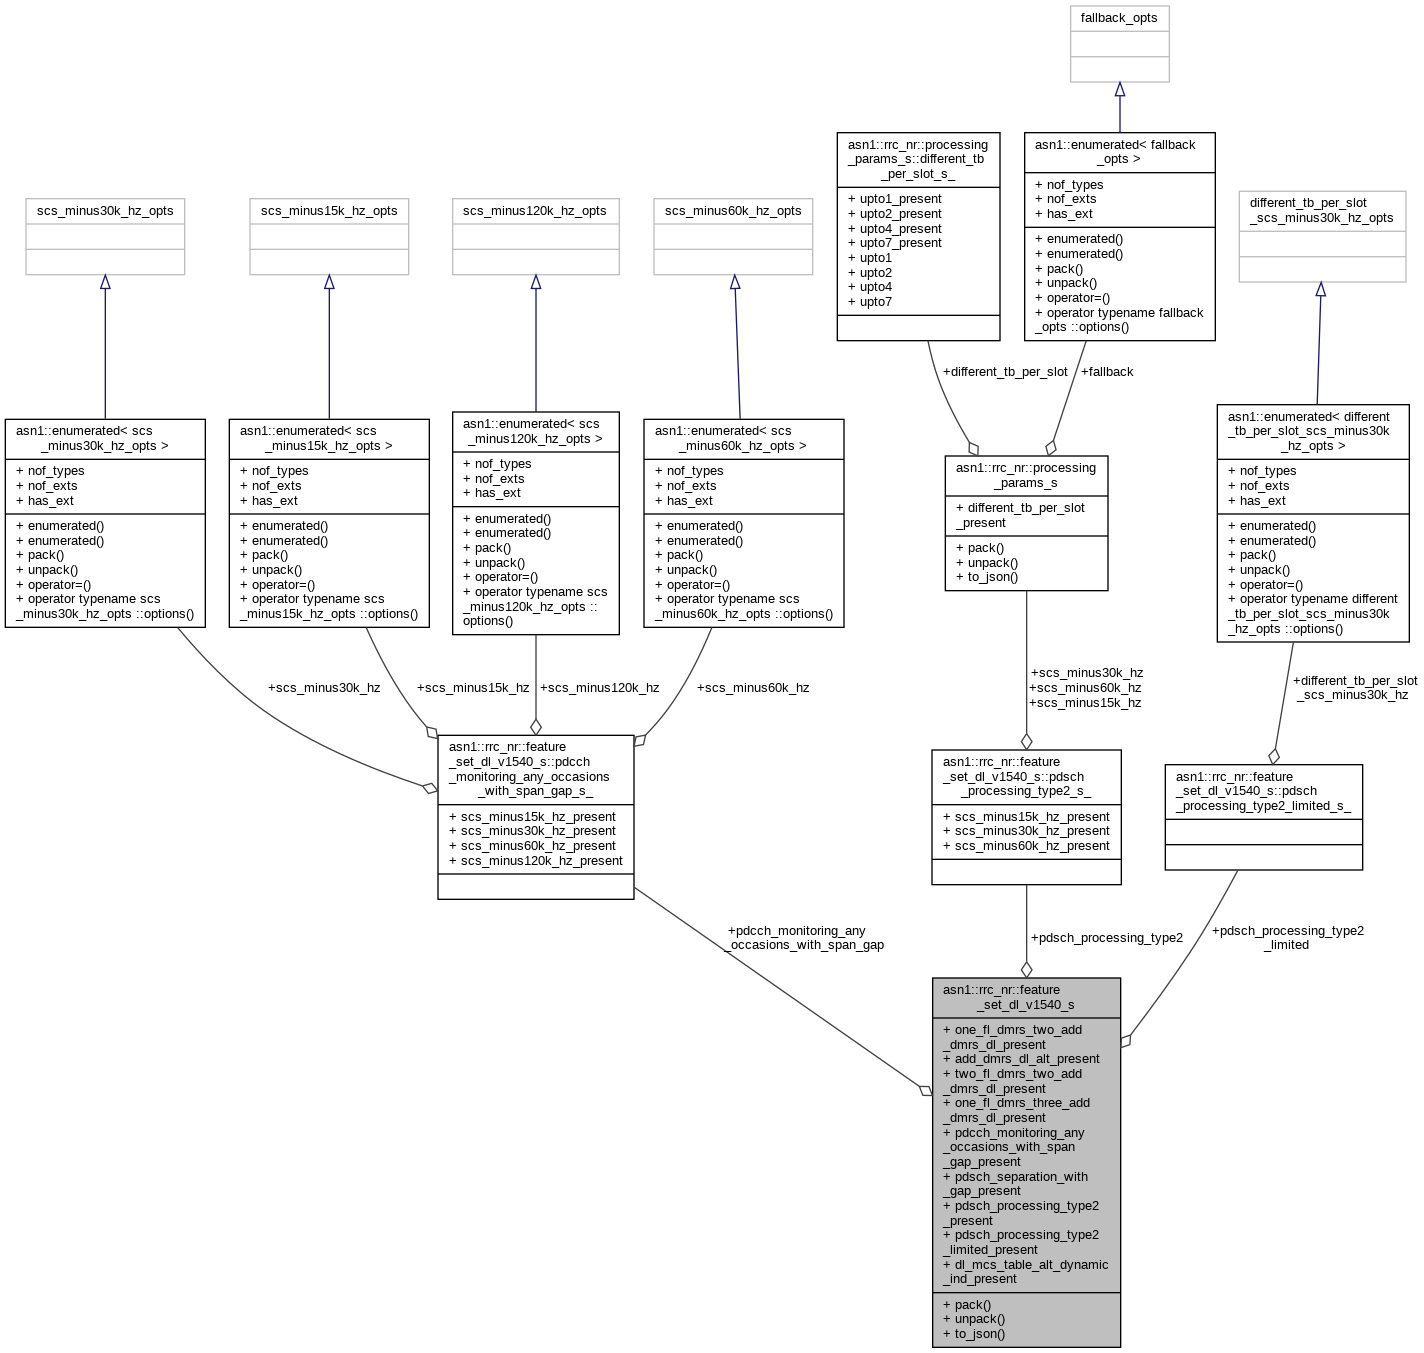 fallback_opts
asn1::rrc_nr::processing
_params_s::different_tb
_per_slot_s_
+ upto1_present
+ upto2_present
+ upto4_present
+ upto7_present
+ upto1
+ upto2
+ upto4
+ upto7
asn1::enumerated< fallback
_opts >
+ nof_types
+ nof_exts
+ has_ext
+ enumerated()
+ enumerated()
+ pack()
+ unpack()
+ operator=()
+ operator typename fallback
_opts ::options()
scs_minus30k_hz_opts
scs_minus15k_hz_opts
scs_minus120k_hz_opts
scs_minus60k_hz_opts
different_tb_per_slot
_scs_minus30k_hz_opts
+different_tb_per_slot
+fallback
asn1::enumerated< scs
_minus30k_hz_opts >
+ nof_types
+ nof_exts
+ has_ext
+ enumerated()
+ enumerated()
+ pack()
+ unpack()
+ operator=()
+ operator typename scs
_minus30k_hz_opts ::options()
asn1::enumerated< scs
_minus15k_hz_opts >
+ nof_types
+ nof_exts
+ has_ext
+ enumerated()
+ enumerated()
+ pack()
+ unpack()
+ operator=()
+ operator typename scs
_minus15k_hz_opts ::options()
asn1::enumerated< scs
_minus120k_hz_opts >
+ nof_types
+ nof_exts
+ has_ext
+ enumerated()
+ enumerated()
+ pack()
+ unpack()
+ operator=()
+ operator typename scs
_minus120k_hz_opts ::
options()
asn1::enumerated< scs
_minus60k_hz_opts >
+ nof_types
+ nof_exts
+ has_ext
+ enumerated()
+ enumerated()
+ pack()
+ unpack()
+ operator=()
+ operator typename scs
_minus60k_hz_opts ::options()
asn1::rrc_nr::processing
_params_s
+ different_tb_per_slot
_present
+ pack()
+ unpack()
+ to_json()
asn1::enumerated< different
_tb_per_slot_scs_minus30k
_hz_opts >
+ nof_types
+ nof_exts
+ has_ext
+ enumerated()
+ enumerated()
+ pack()
+ unpack()
+ operator=()
+ operator typename different
_tb_per_slot_scs_minus30k
_hz_opts ::options()
+scs_minus30k_hz
+scs_minus15k_hz
+scs_minus120k_hz
+scs_minus60k_hz
+scs_minus30k_hz
+scs_minus60k_hz
+scs_minus15k_hz
+different_tb_per_slot
_scs_minus30k_hz
asn1::rrc_nr::feature
_set_dl_v1540_s::pdcch
_monitoring_any_occasions
_with_span_gap_s_
+ scs_minus15k_hz_present
+ scs_minus30k_hz_present
+ scs_minus60k_hz_present
+ scs_minus120k_hz_present
asn1::rrc_nr::feature
_set_dl_v1540_s::pdsch
_processing_type2_s_
+ scs_minus15k_hz_present
+ scs_minus30k_hz_present
+ scs_minus60k_hz_present
asn1::rrc_nr::feature
_set_dl_v1540_s::pdsch
_processing_type2_limited_s_
+pdcch_monitoring_any
_occasions_with_span_gap
+pdsch_processing_type2
+pdsch_processing_type2
_limited
asn1::rrc_nr::feature
_set_dl_v1540_s
+ one_fl_dmrs_two_add
_dmrs_dl_present
+ add_dmrs_dl_alt_present
+ two_fl_dmrs_two_add
_dmrs_dl_present
+ one_fl_dmrs_three_add
_dmrs_dl_present
+ pdcch_monitoring_any
_occasions_with_span
_gap_present
+ pdsch_separation_with
_gap_present
+ pdsch_processing_type2
_present
+ pdsch_processing_type2
_limited_present
+ dl_mcs_table_alt_dynamic
_ind_present
+ pack()
+ unpack()
+ to_json()